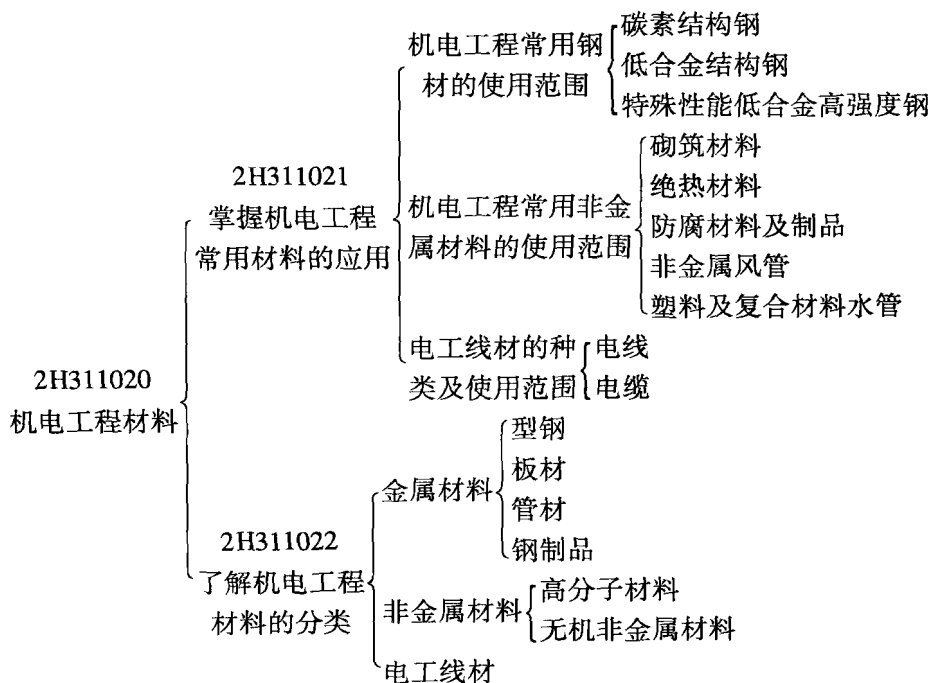 2H311020
机电工程材料
2H311021
掌握机电工程
常用材料的应用
机电工程常用钢
材的使用范围
碳素结构钢
低合金结构钢
特殊性能低合金高强度钢
机电工程常用非金
属材料的使用范围
砌筑材料
绝热材料
防腐材料及制品
非金属风管
塑料及复合材料水管
电工线材的种
类及使用范围
电线
电缆
2H311022
了解机电工程
材料的分类
金属材料
型钢
板材
管材
钢制品
非金属材料
高分子材料
无机非金属材料
电工线材